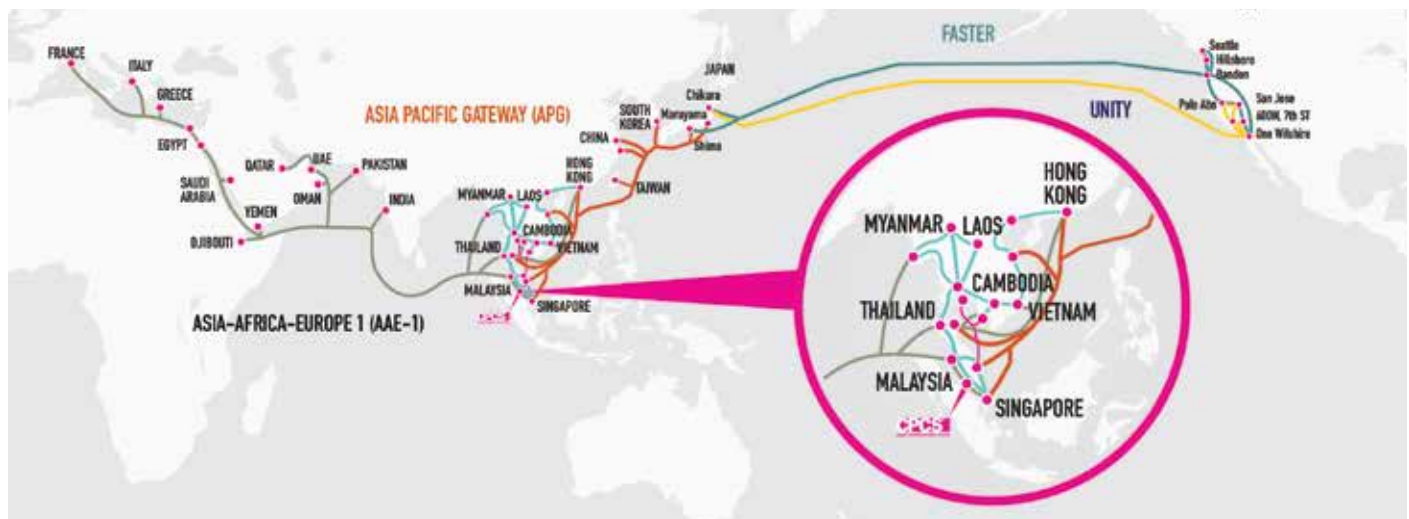 FRANCE
ITALY
GREECE
EGYPT
SAUDI
ARABIA
YEMEN
DJIBOUTI
QATAR
UAE
OMAN
PAKISTAN
INDIA
ASIA-AFRICA-EUROPE 1 (AAE-1)
ASIA PACIFIC GATEWAY (APG)
MYANMAR
LAOS
THAILAND
CAMBODIA
VIETNAM
MALAYSIA
SINGAPORE
HONG
KONG
CHINA
TAIWAN
SOUTH
KOREA
JAPAN
Chikura
Maruyama
Shima
FASTER
UNITY
Seattle
Hillsboro
Bandon
Palo Alto
San Jose
600W, 7th ST
One Wilshire
HONG
KONG
MYANMAR
LAOS
CAMBODIA
THAILAND
VIETNAM
MALAYSIA
SINGAPORE
CPCS